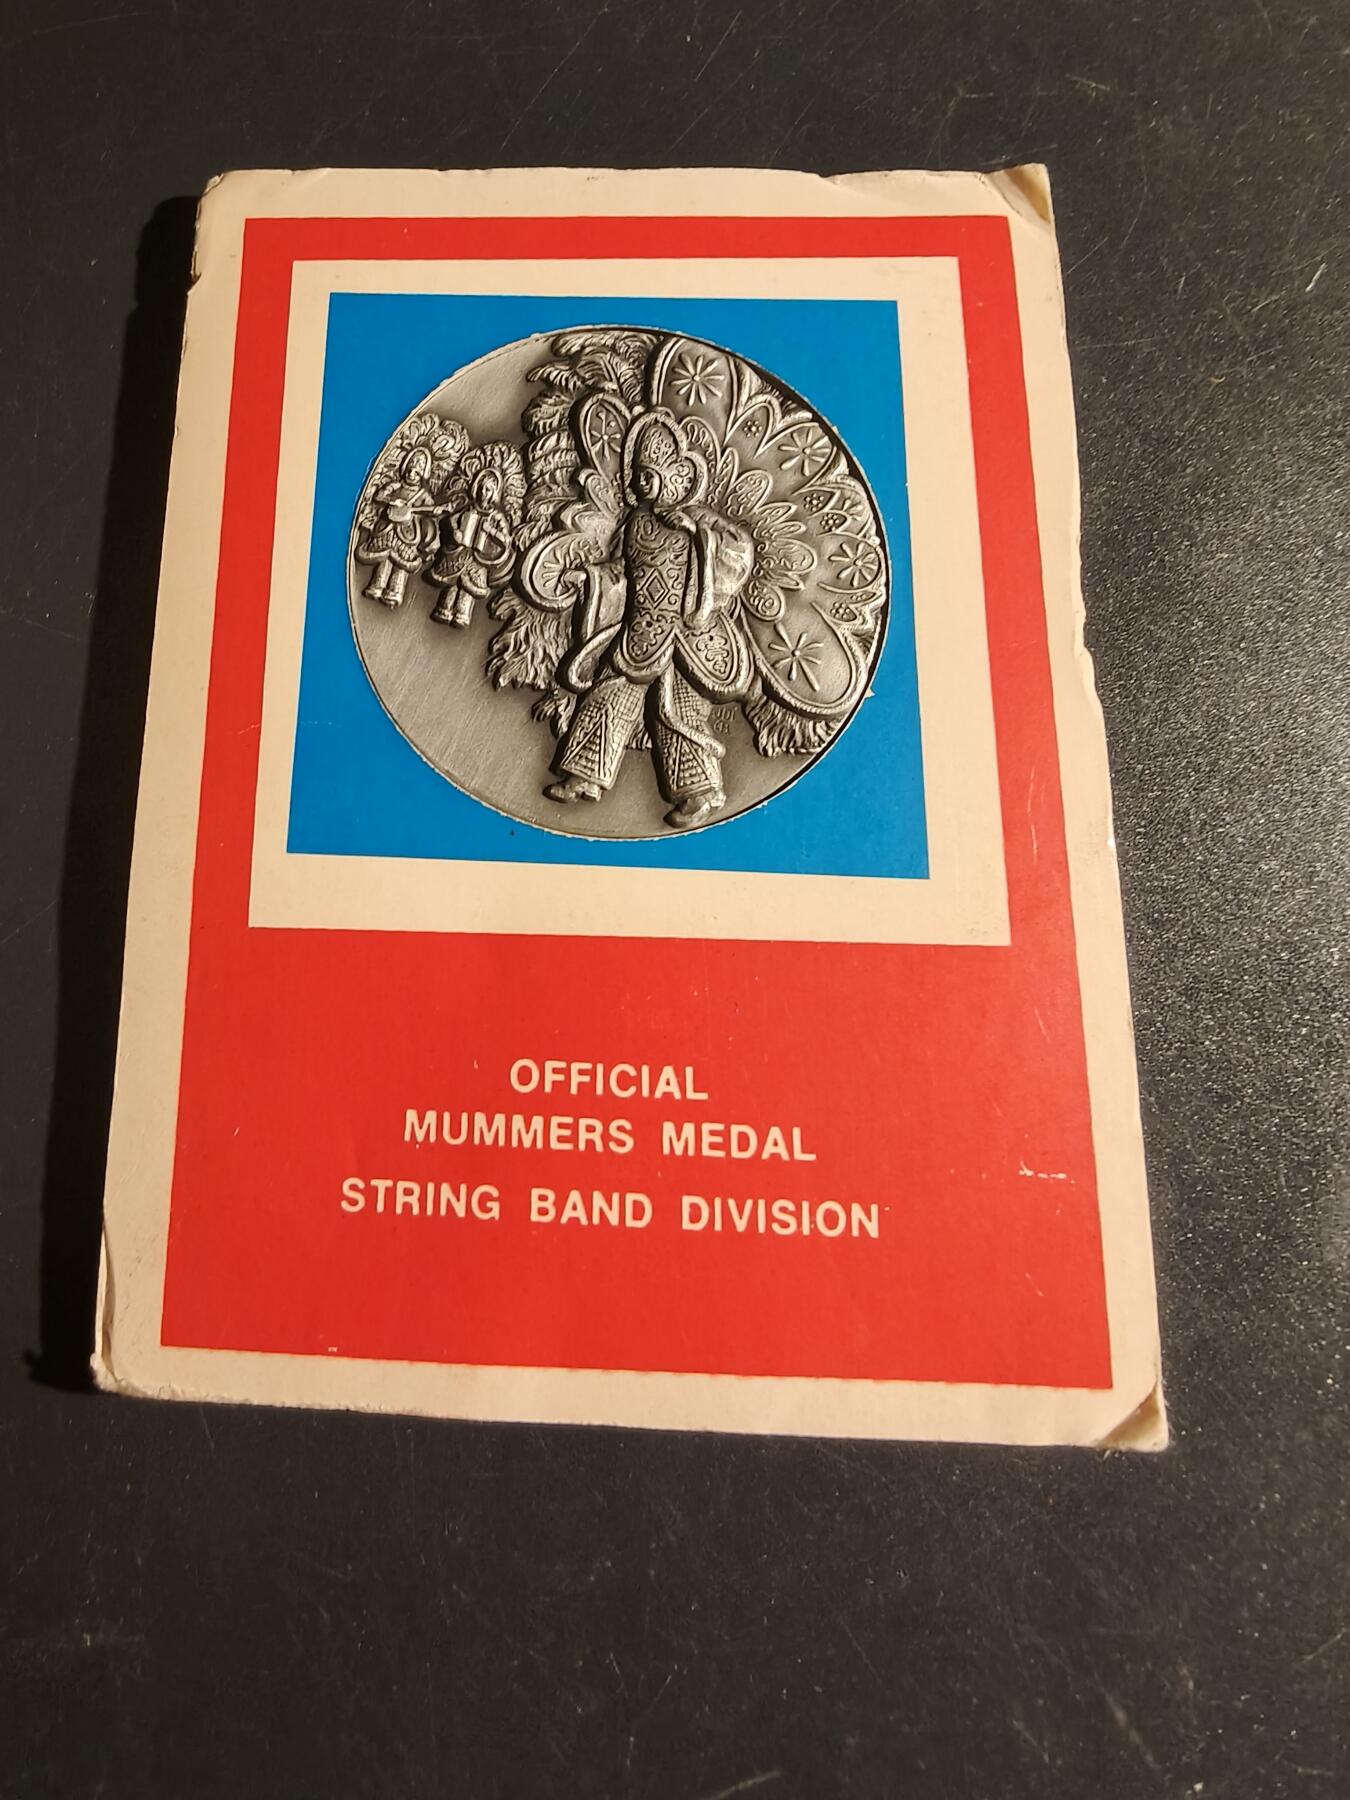 OFFICIAL
MUMMERS MEDAL
STRING BAND DIVISION